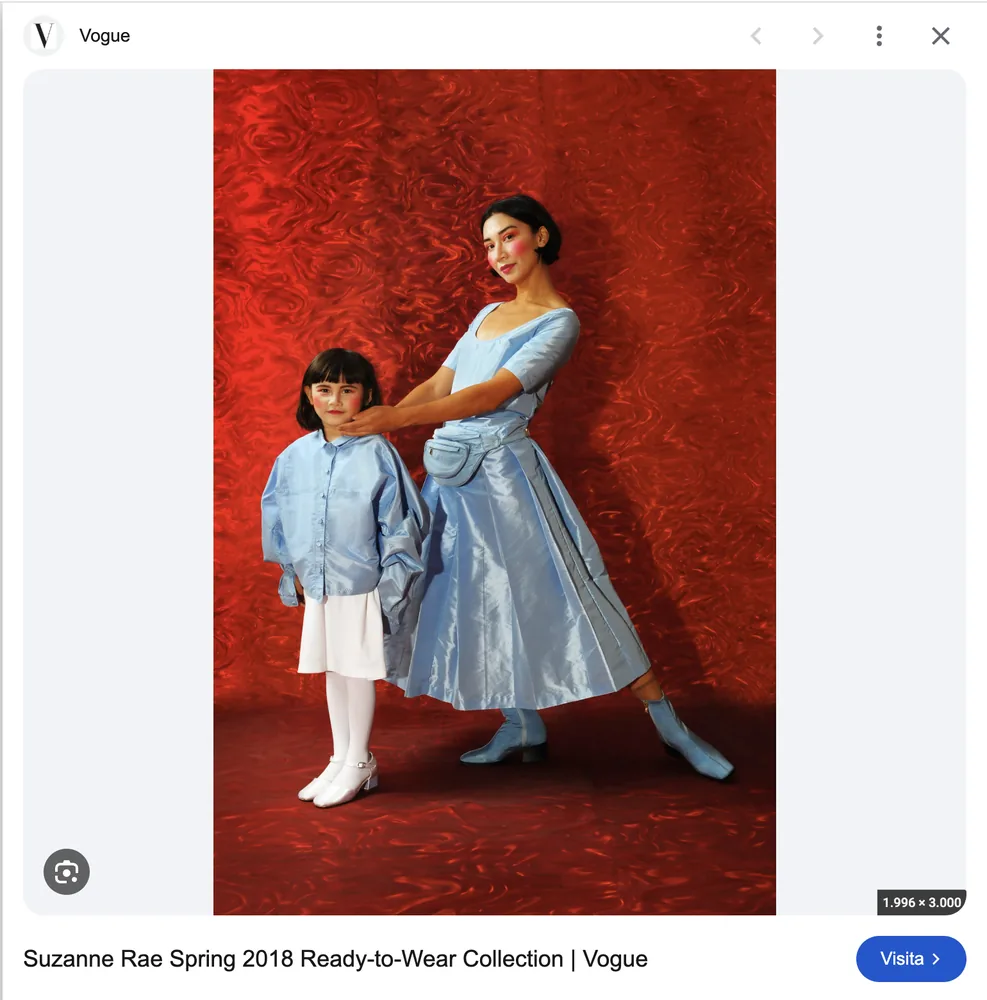 V
Vogue
1.996 × 3.000
Suzanne Rae Spring 2018 Ready-to-Wear Collection | Vogue
Visita